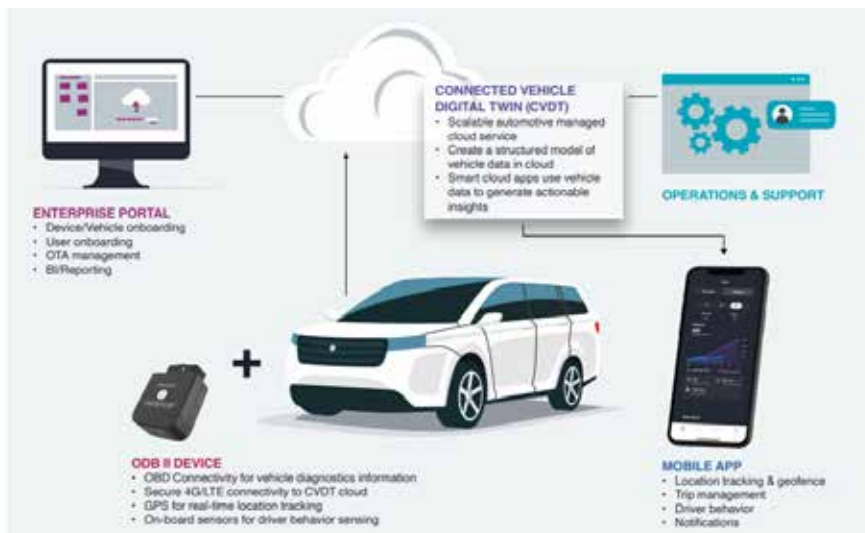 CONNECTED VEHICLE
DIGITAL TWIN (CVDT)
• Scalable automotive managed
cloud service
• Create a structured model of
vehicle data in cloud
• Smart cloud apps use vehicle
data to generate actionable
insights
OPERATIONS & SUPPORT
ENTERPRISE PORTAL
• Device/Vehicle onboarding
• User onboarding
• OTA management
• BI/Reporting
ODB II DEVICE
• OBD Connectivity for vehicle diagnostics information
• Secure 4G/LTE connectivity to CVDT cloud
• GPS for real-time location tracking
• On-board sensors for driver behavior sensing
MOBILE APP
• Location tracking & geofence
• Trip management
• Driver behavior
• Notifications